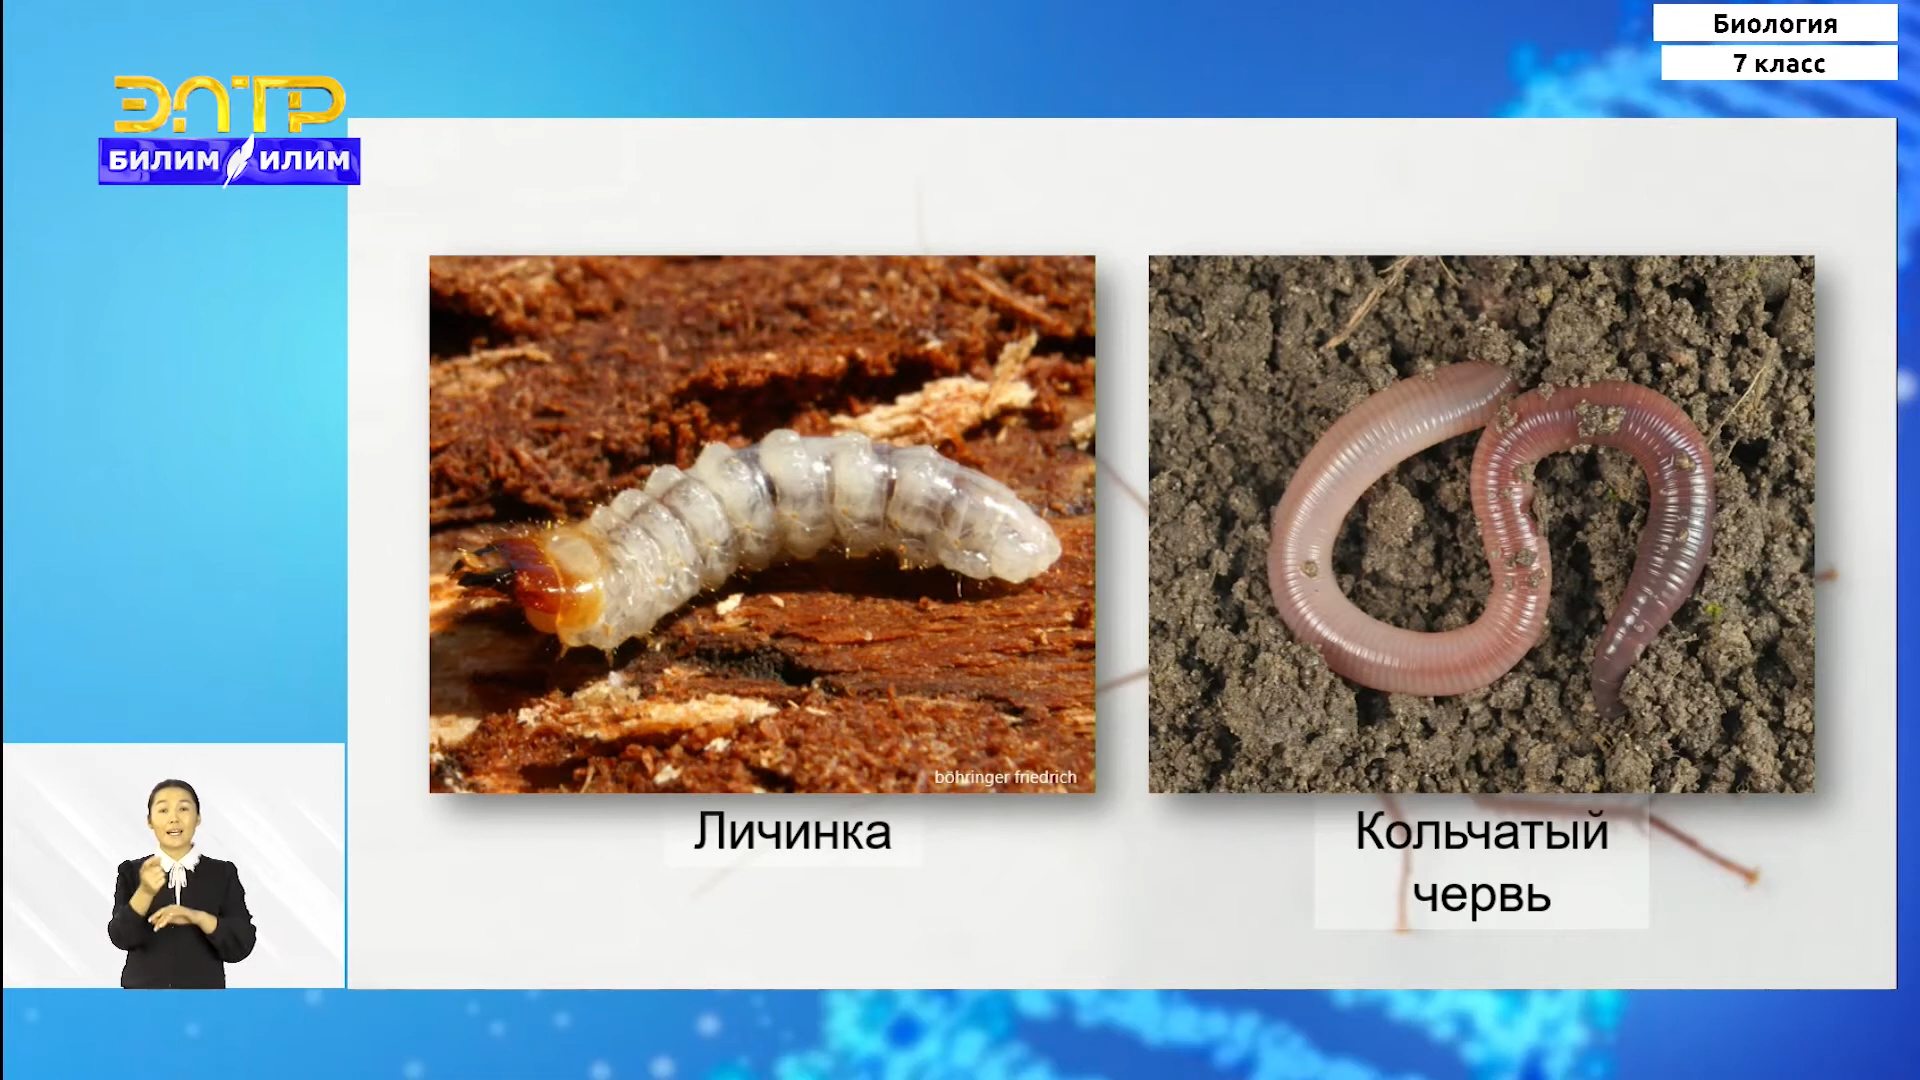 Биология
7 класс
ЭЛТР
БИЛИМ ИЛИМ
böhringer friedrich
Личинка
Кольчатый
червь